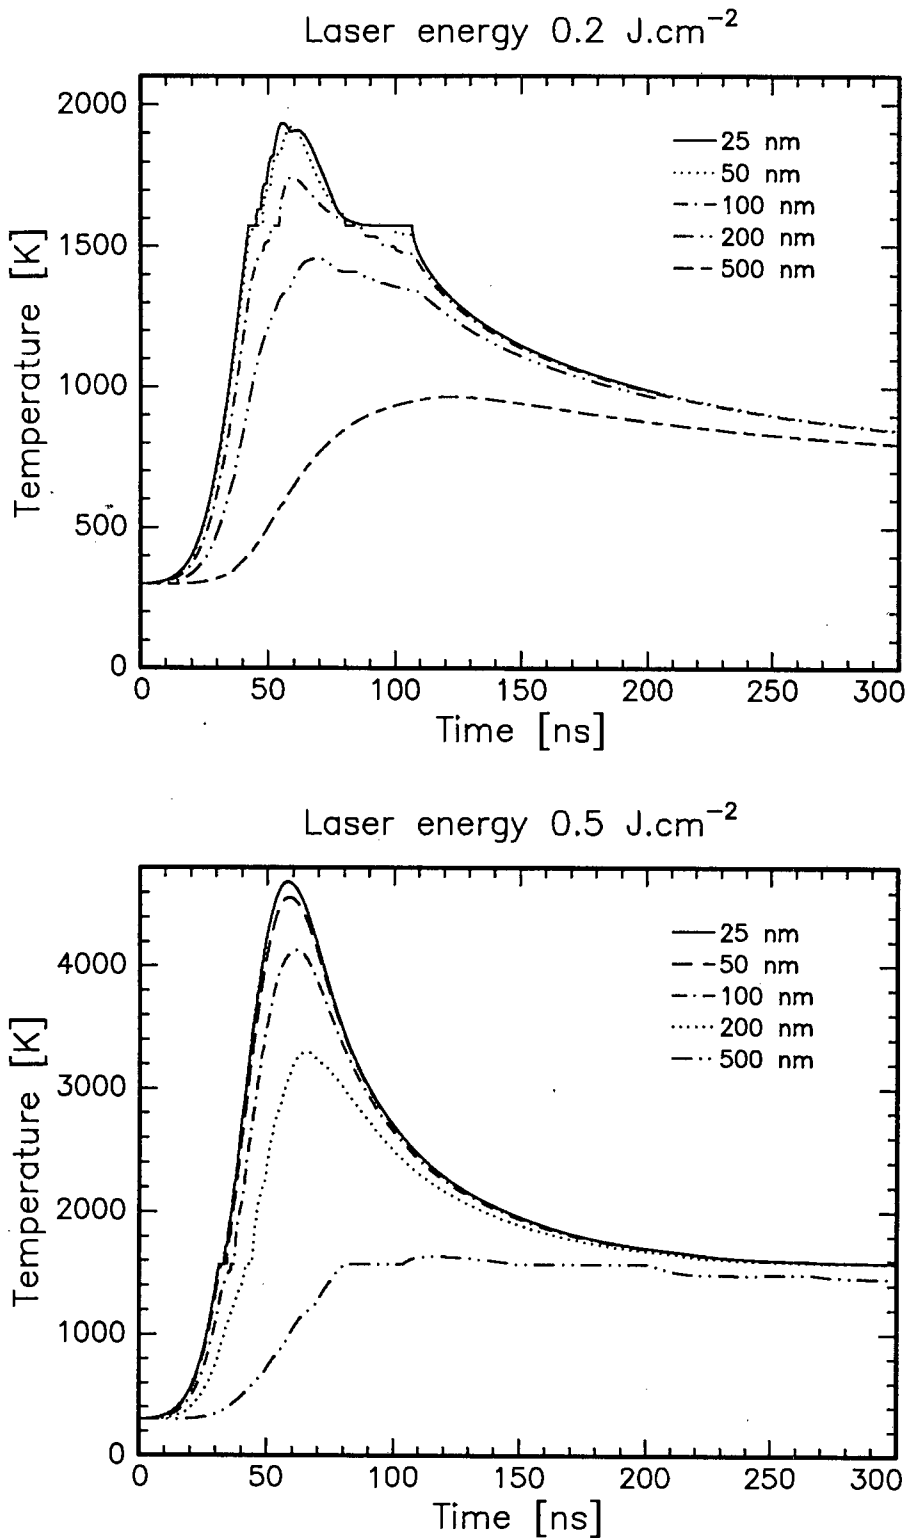 Laser energy 0.2 J.cm⁻²
Temperature [K]
2000
1500
1000
500
0
25 nm
50 nm
100 nm
200 nm
500 nm
0 50 100 150 200 250 300
Time [ns]
Laser energy 0.5 J.cm⁻²
Temperature [K]
4000
3000
2000
1000
0
25 nm
50 nm
100 nm
200 nm
500 nm
0 50 100 150 200 250 300
Time [ns]